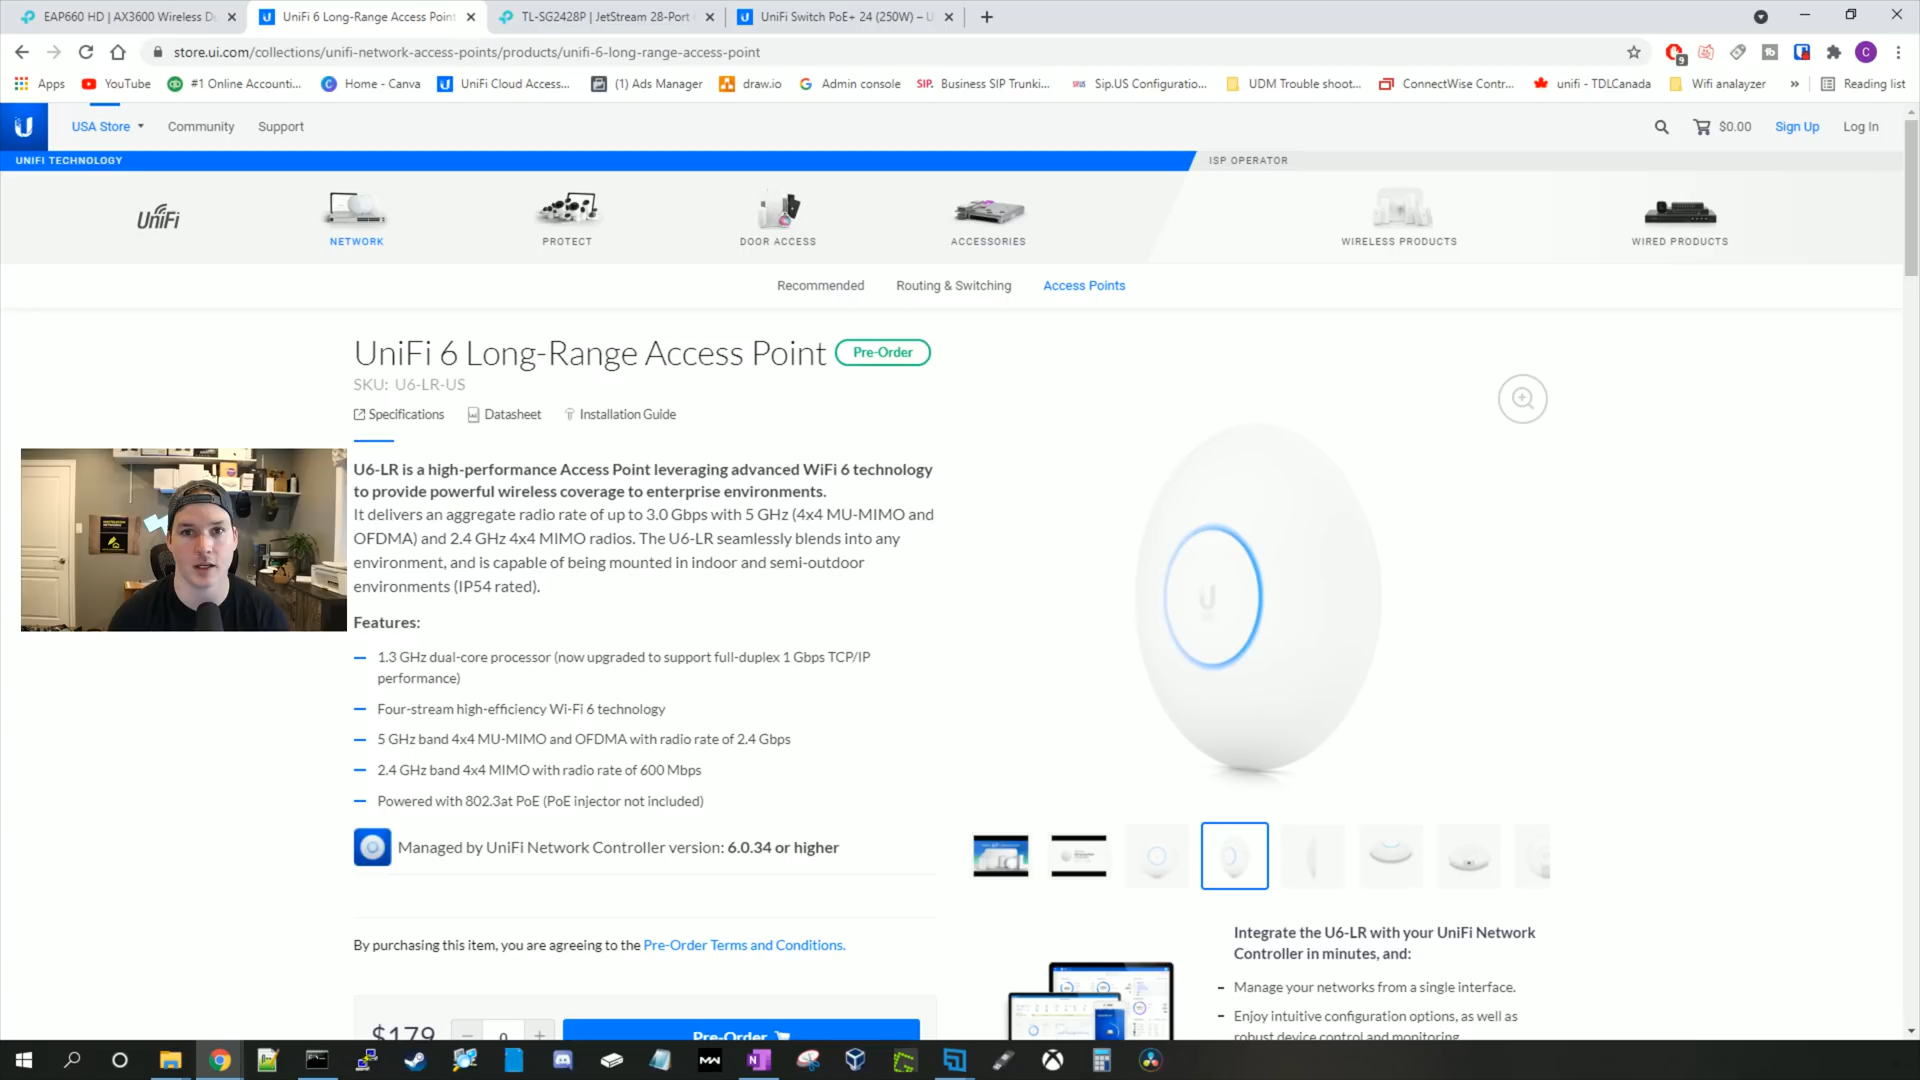 EAP660 HD | AX3600 Wireless Du
UniFi 6 Long-Range Access Point
TL-SG2428P | JetStream 28-Port
UniFi Switch PoE+ 24 (250W) – U
store.ui.com/collections/unifi-network-access-points/products/unifi-6-long-range-access-point
Apps
YouTube
#1 Online Accounti...
Home - Canva
UniFi Cloud Access...
(1) Ads Manager
draw.io
Admin console
SIP. Business SIP Trunki...
Sip.US Configuratio...
UDM Trouble shoot...
ConnectWise Contr...
unifi - TDLCanada
Wifi analayzer
»
Reading list
USA Store
Community
Support
$0.00
Sign Up
Log In
UNIFI TECHNOLOGY
ISP OPERATOR
UniFi
NETWORK
PROTECT
DOOR ACCESS
ACCESSORIES
WIRELESS PRODUCTS
WIRED PRODUCTS
Recommended
Routing & Switching
Access Points
UniFi 6 Long-Range Access Point
Pre-Order
SKU: U6-LR-US
Specifications
Datasheet
Installation Guide
U6-LR is a high-performance Access Point leveraging advanced WiFi 6 technology
to provide powerful wireless coverage to enterprise environments.
It delivers an aggregate radio rate of up to 3.0 Gbps with 5 GHz (4x4 MU-MIMO and
OFDMA) and 2.4 GHz 4x4 MIMO radios. The U6-LR seamlessly blends into any
environment, and is capable of being mounted in indoor and semi-outdoor
environments (IP54 rated).
Features:
1.3 GHz dual-core processor (now upgraded to support full-duplex 1 Gbps TCP/IP
performance)
Four-stream high-efficiency Wi-Fi 6 technology
5 GHz band 4x4 MU-MIMO and OFDMA with radio rate of 2.4 Gbps
2.4 GHz band 4x4 MIMO with radio rate of 600 Mbps
Powered with 802.3at PoE (PoE injector not included)
Managed by UniFi Network Controller version: 6.0.34 or higher
By purchasing this item, you are agreeing to the Pre-Order Terms and Conditions.
$179
0
Pre-Order
Integrate the U6-LR with your UniFi Network
Controller in minutes, and:
- Manage your networks from a single interface.
- Enjoy intuitive configuration options, as well as
robust device control and monitoring